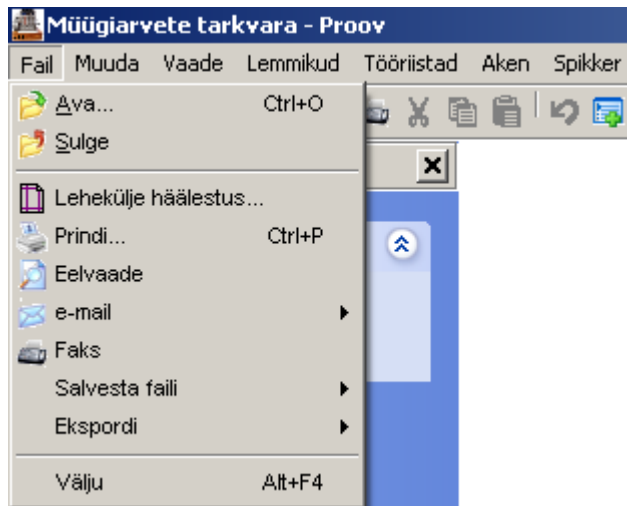 Müügiarvete tarkvara - Proov
Fail Muuda Vaade Lemmikud Tööriistad Aken Spikker
Ava... Ctrl+O
Sulge
Lehekülje häälestus...
Prindi... Ctrl+P
Eelvaade
e-mail
Faks
Salvesta faili
Ekspordi
Välju Alt+F4